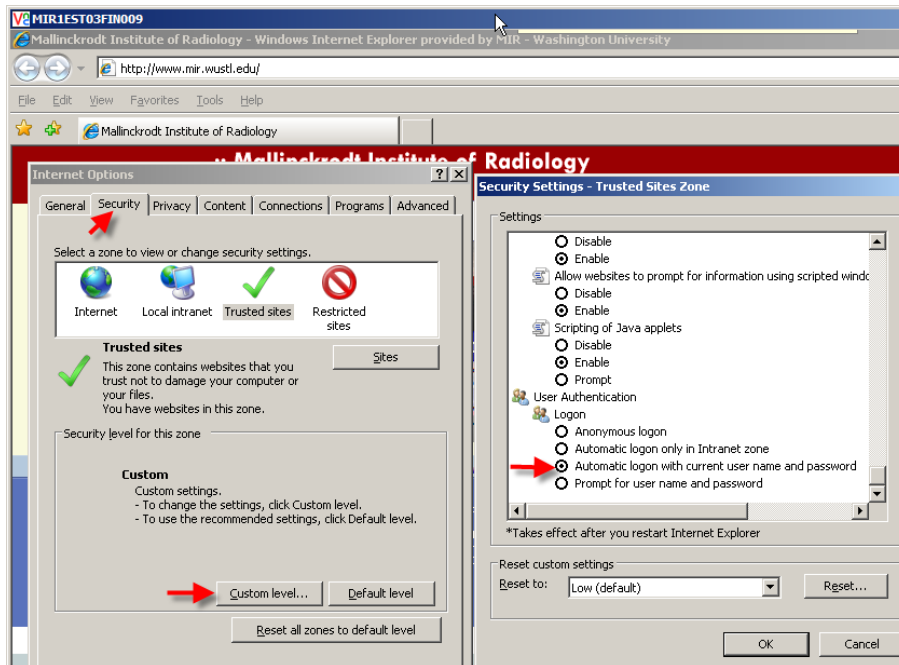 MIR1EST03FIN009
Mallinckrodt Institute of Radiology - Windows Internet Explorer provided by MIR - Washington University
http://www.mir.wustl.edu/
File Edit View Favorites Tools Help
Mallinckrodt Institute of Radiology
Mallinckrodt Institute of Radiology
Internet Options
General Security Privacy Content Connections Programs Advanced
Select a zone to view or change security settings.
Internet Local intranet Trusted sites Restricted
sites
Trusted sites
Sites
This zone contains websites that you
trust not to damage your computer or
your files.
You have websites in this zone.
Security level for this zone
Custom
Custom settings.
- To change the settings, click Custom level.
- To use the recommended settings, click Default level.
Custom level... Default level
Reset all zones to default level
Security Settings - Trusted Sites Zone
Settings
Disable
Enable
Allow websites to prompt for information using scripted windo
Disable
Enable
Scripting of Java applets
Disable
Enable
Prompt
User Authentication
Logon
Anonymous logon
Automatic logon only in Intranet zone
Automatic logon with current user name and password
Prompt for user name and password
*Takes effect after you restart Internet Explorer
Reset custom settings
Reset to: Low (default) Reset...
OK Cancel